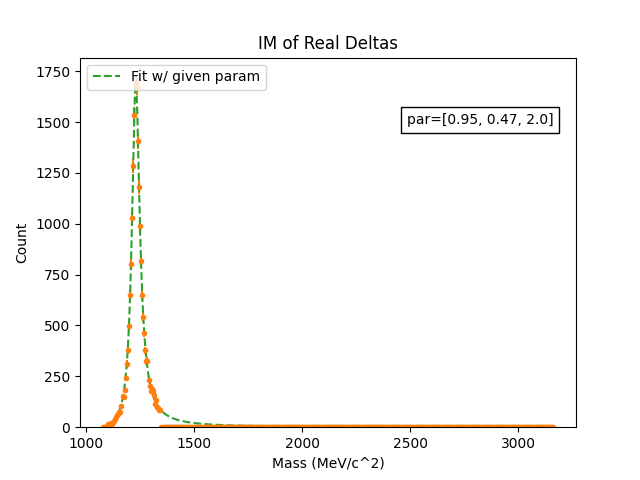 IM of Real Deltas
Fit w/ given param
par=[0.95, 0.47, 2.0]
Count
1750
1500
1250
1000
750
500
250
0
1000
1500
2000
2500
3000
Mass (MeV/c^2)